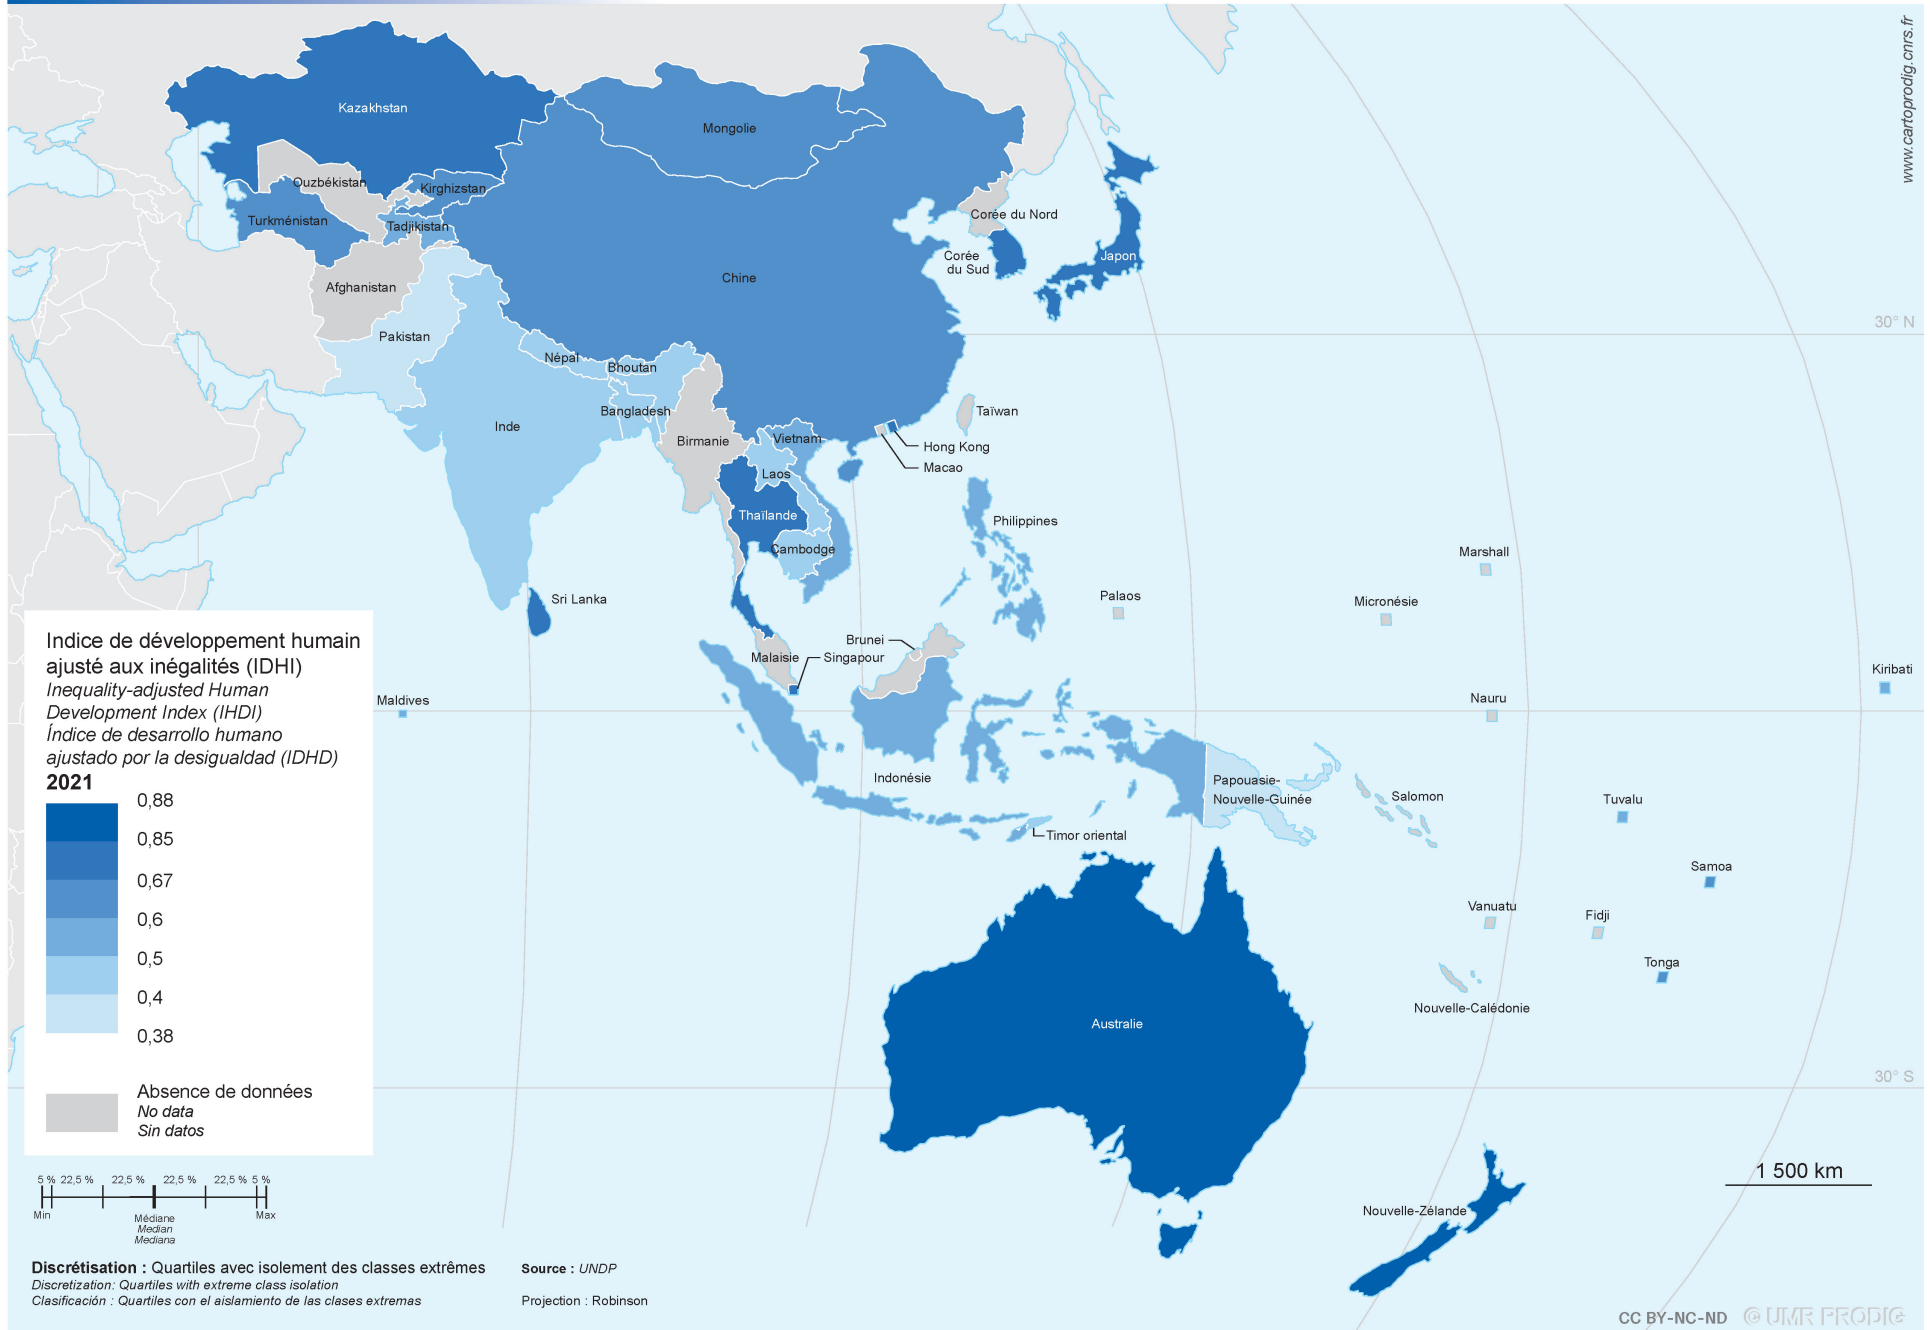 www.cartoprodig.cnrs.fr
Kazakhstan
Mongolie
Ouzbékistan
Kirghizstan
Turkménistan
Tadjikistan
Corée du Nord
Corée
du Sud
Japon
Chine
Afghanistan
30° N
Pakistan
Népal
Bhoutan
Bangladesh
Taïwan
Inde
Birmanie
Vietnam
Hong Kong
Macao
Laos
Thaïlande
Philippines
Cambodge
Marshall
Sri Lanka
Palaos
Micronésie
Brunei
Malaisie
Singapour
Kiribati
Maldives
Nauru
Indonésie
Papouasie-
Nouvelle-Guinée
Salomon
Tuvalu
Timor oriental
Samoa
Vanuatu
Fidji
Tonga
Nouvelle-Calédonie
Australie
30° S
Nouvelle-Zélande
1 500 km
Indice de développement humain
ajusté aux inégalités (IDHI)
Inequality-adjusted Human
Development Index (IHDI)
Índice de desarrollo humano
ajustado por la desigualdad (IDHD)
2021
0,88
0,85
0,67
0,6
0,5
0,4
0,38
Absence de données
No data
Sin datos
5 % 22,5 % 22,5 % 22,5 % 22,5 % 5 %
Min Médiane Max
Median
Mediana
Discrétisation : Quartiles avec isolement des classes extrêmes
Discretization: Quartiles with extreme class isolation
Clasificación : Quartiles con el aislamiento de las clases extremas
Source : UNDP
Projection : Robinson
CC BY-NC-ND © UMR PRODIG